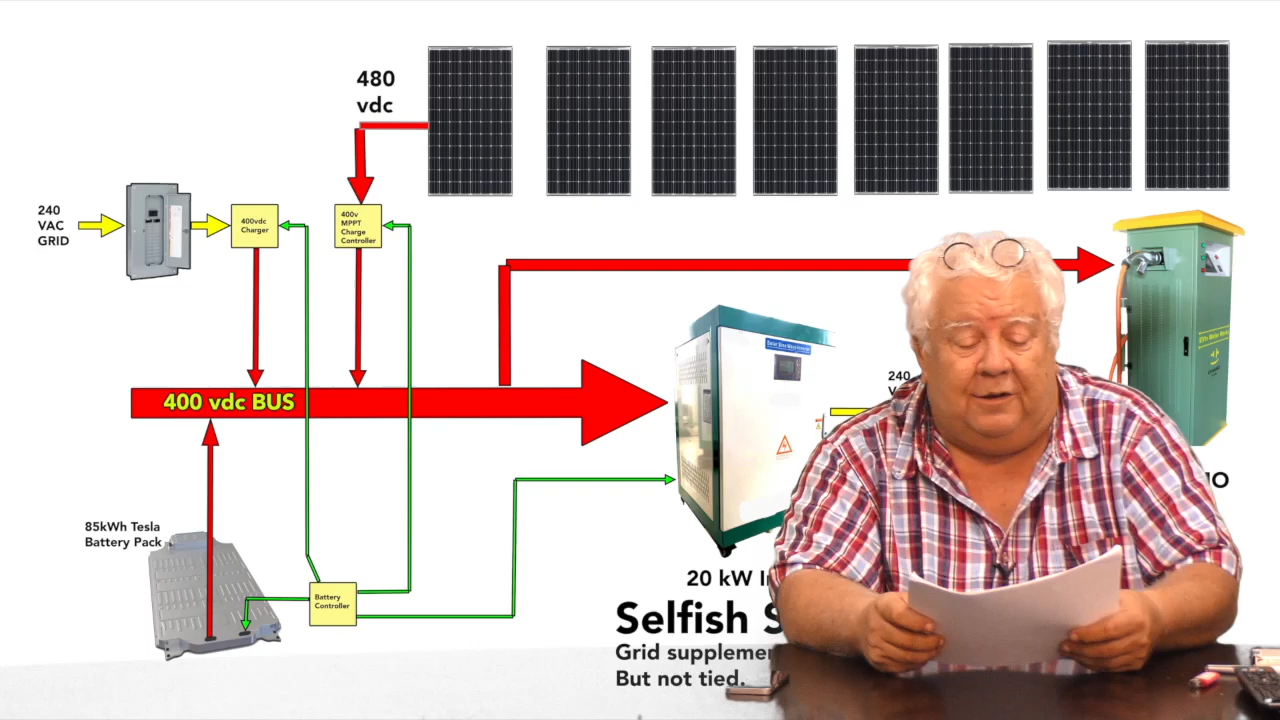 480
vdc
240
VAC
GRID
400vdc
Charger
400v
MPPT
Charge
Controller
240
400 vdc BUS
85kWh Tesla
Battery Pack
Battery
Controller
20 kW
Selfish
Grid
But not tied.